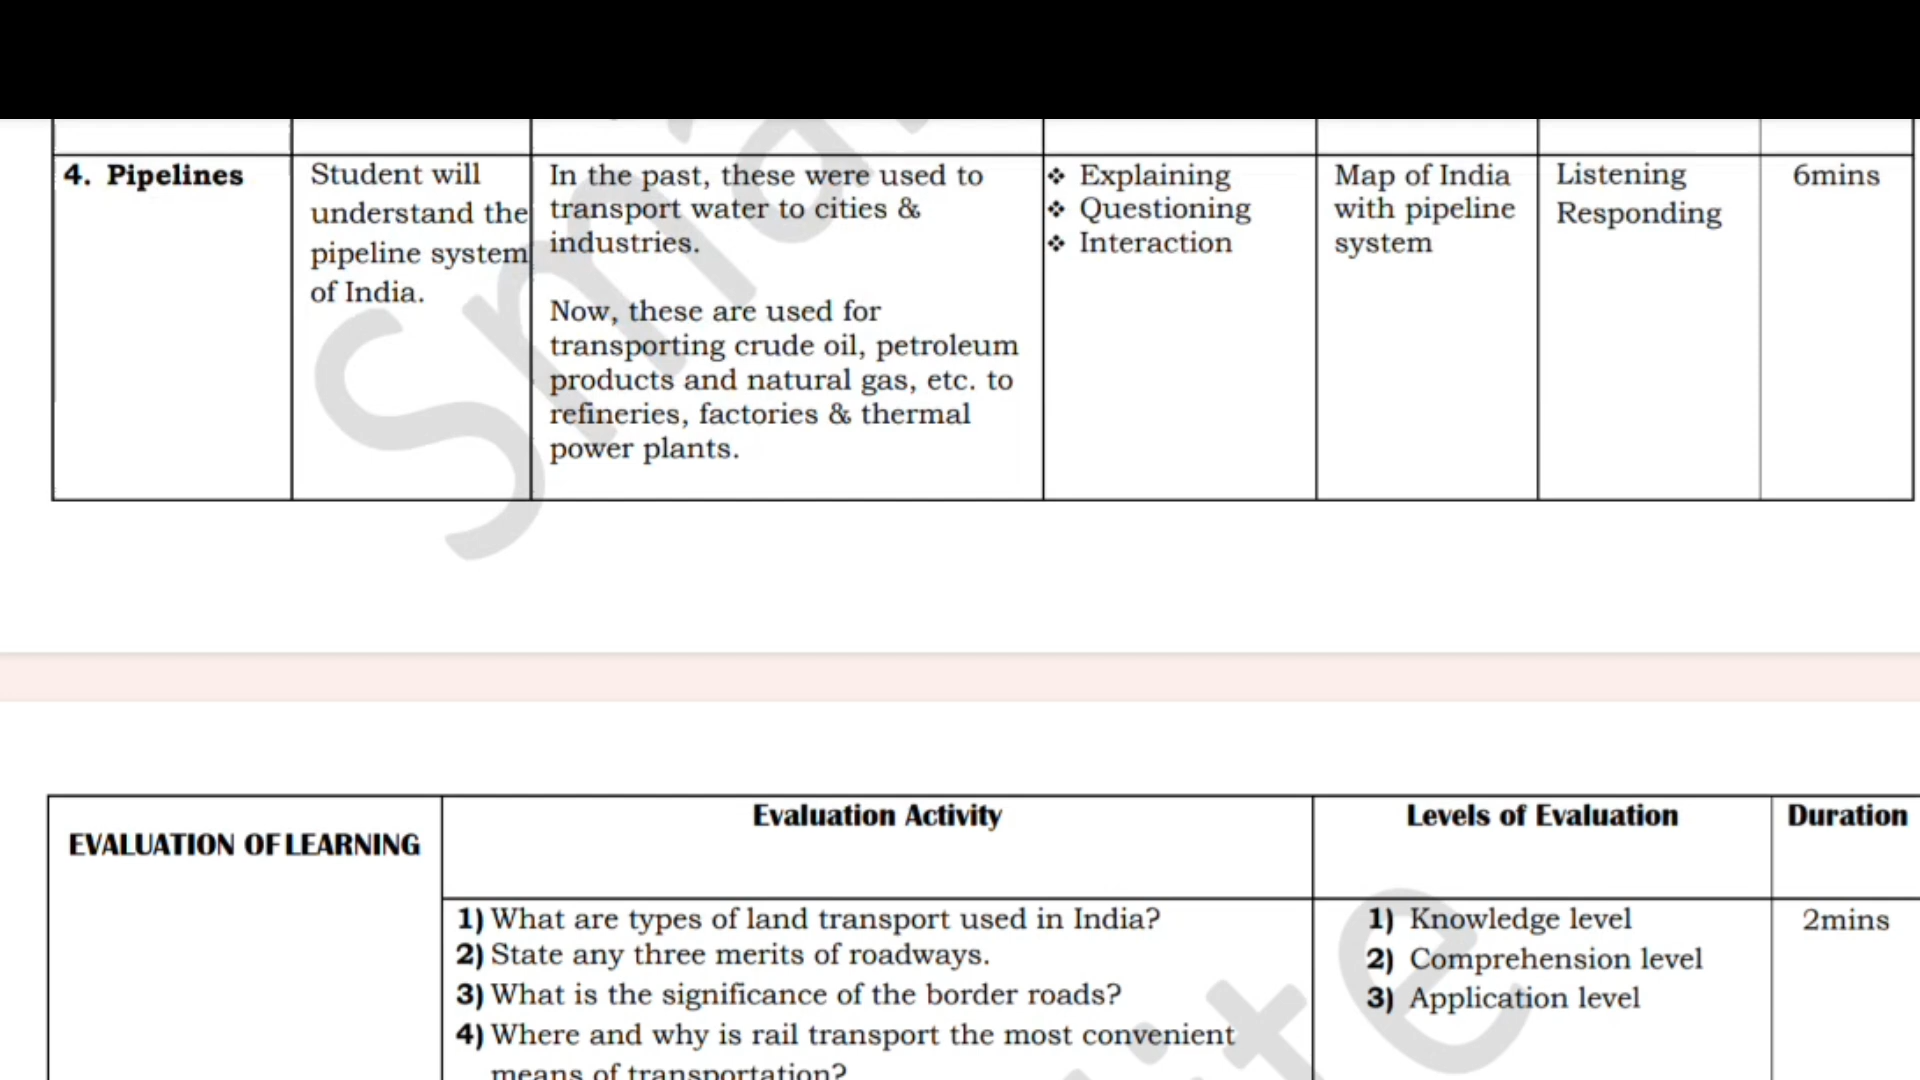 4. Pipelines
Student will
understand the
pipeline system
of India.
In the past, these were used to
transport water to cities &
industries.
Now, these are used for
transporting crude oil, petroleum
products and natural gas, etc. to
refineries, factories & thermal
power plants.
❖ Explaining
❖ Questioning
❖ Interaction
Map of India
with pipeline
system
Listening
Responding
6mins
EVALUATION OF LEARNING
Evaluation Activity
Levels of Evaluation
Duration
1) What are types of land transport used in India?
2) State any three merits of roadways.
3) What is the significance of the border roads?
4) Where and why is rail transport the most convenient
means of transportation?
1) Knowledge level
2) Comprehension level
3) Application level
2mins